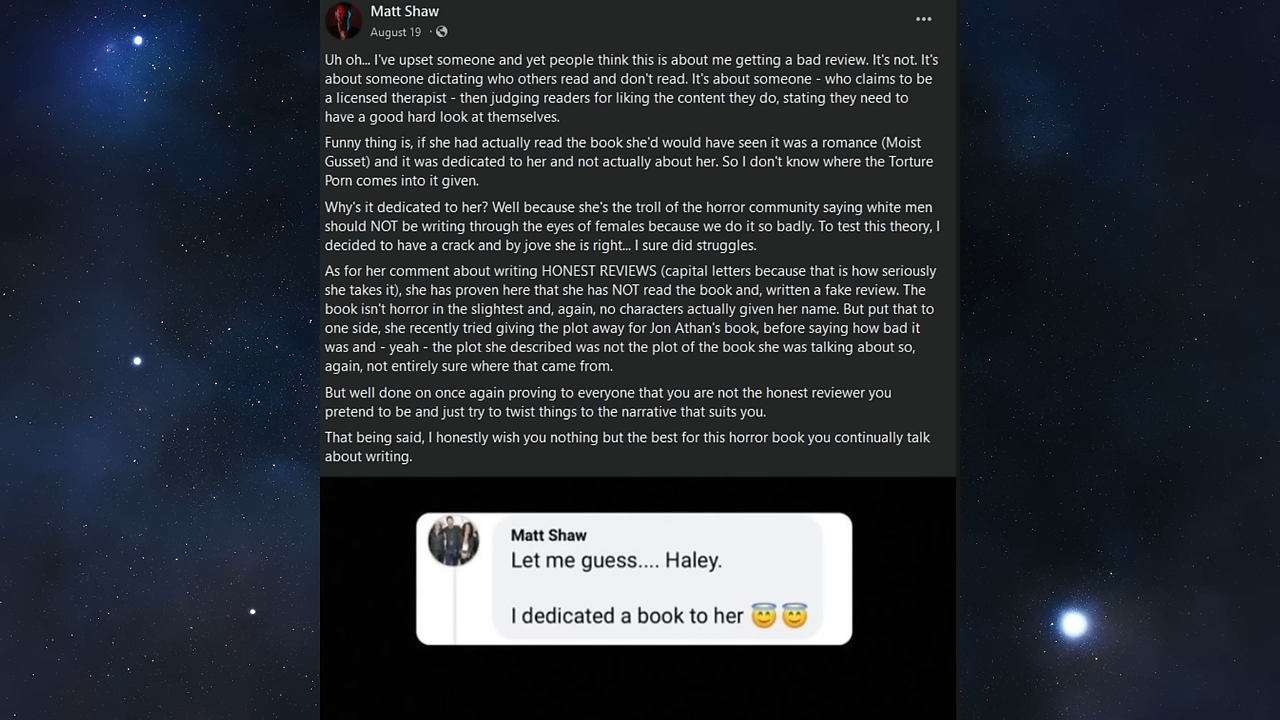 Matt Shaw
August 19 ·
Uh oh... I've upset someone and yet people think this is about me getting a bad review. It's not. It's
about someone dictating who others read and don't read. It's about someone - who claims to be
a licensed therapist - then judging readers for liking the content they do, stating they need to
have a good hard look at themselves.
Funny thing is, if she had actually read the book she'd would have seen it was a romance (Moist
Gusset) and it was dedicated to her and not actually about her. So I don't know where the Torture
Porn comes into it given.
Why's it dedicated to her? Well because she's the troll of the horror community saying white men
should NOT be writing through the eyes of females because we do it so badly. To test this theory, I
decided to have a crack and by jove she is right... I sure did struggles.
As for her comment about writing HONEST REVIEWS (capital letters because that is how seriously
she takes it), she has proven here that she has NOT read the book and, written a fake review. The
book isn't horror in the slightest and, again, no characters actually given her name. But put that to
one side, she recently tried giving the plot away for Jon Athan's book, before saying how bad it
was and - yeah - the plot she described was not the plot of the book she was talking about so,
again, not entirely sure where that came from.
But well done on once again proving to everyone that you are not the honest reviewer you
pretend to be and just try to twist things to the narrative that suits you.
That being said, I honestly wish you nothing but the best for this horror book you continually talk
about writing.
Matt Shaw
Let me guess.... Haley.
I dedicated a book to her 😇😇